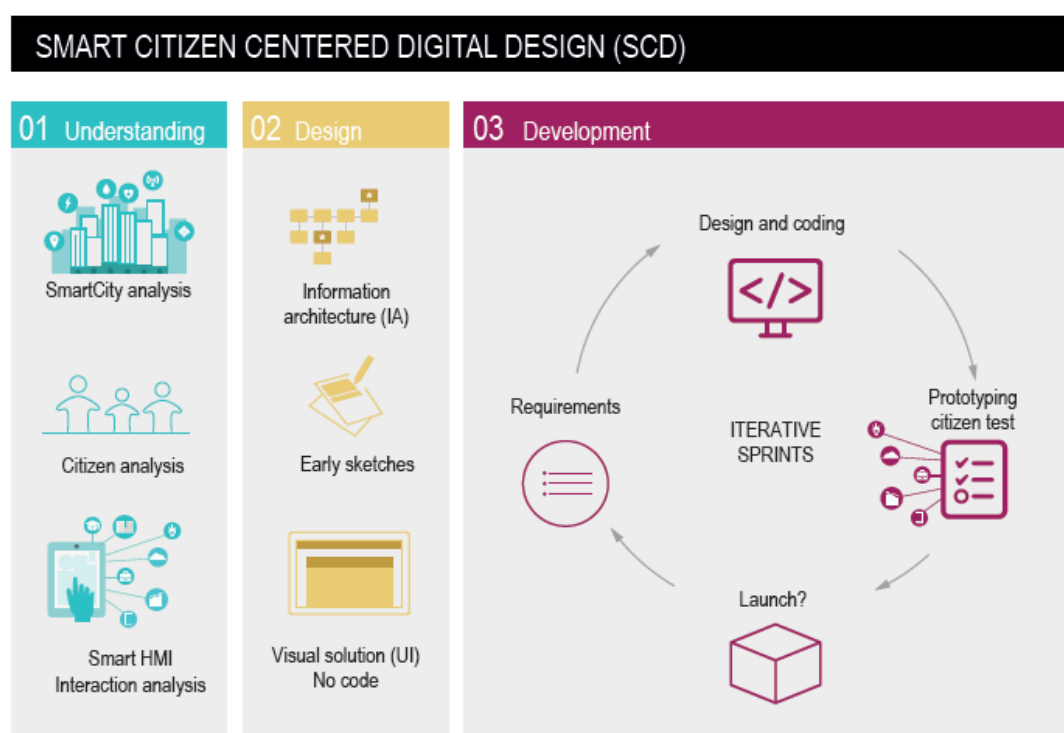 SMART CITIZEN CENTERED DIGITAL DESIGN (SCD)
01 Understanding
SmartCity analysis
Citizen analysis
Smart HMI
Interaction analysis
02 Design
Information
architecture (IA)
Early sketches
Visual solution (UI)
No code
03 Development
Design and coding
</>
Prototyping
citizen test
Requirements
ITERATIVE
SPRINTS
Launch?